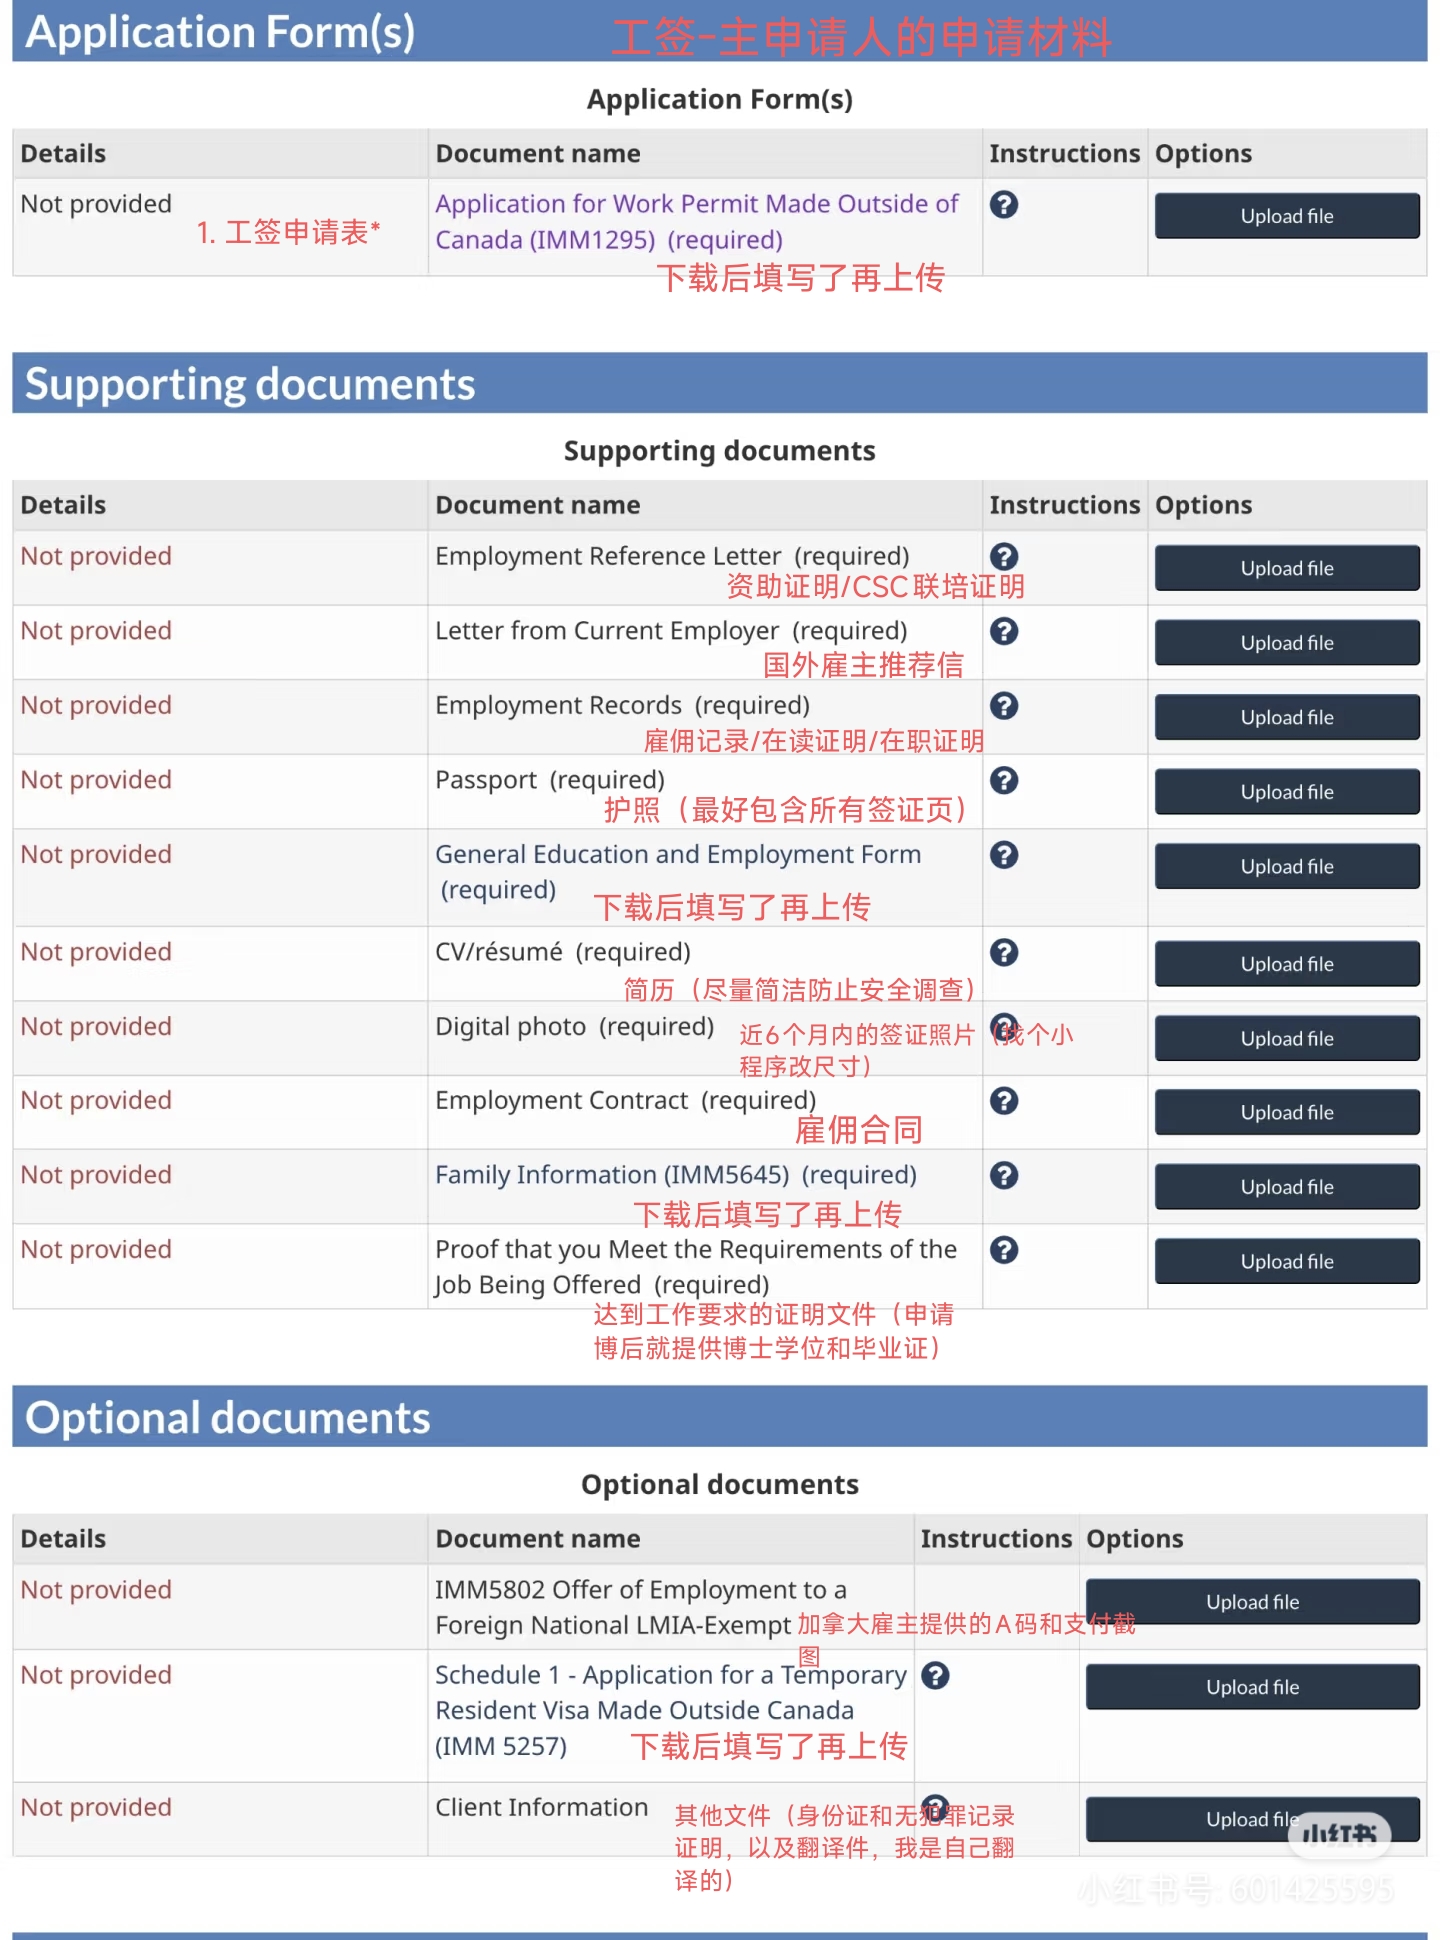 Application Form(s)
工签-主申请人的申请材料
Application Form(s)
Details Document name Instructions Options
Not provided
1. 工签申请表*
Application for Work Permit Made Outside of
Canada (IMM1295) (required)
Upload file
下载后填写了再上传
Supporting documents
Supporting documents
Details Document name Instructions Options
Not provided Employment Reference Letter (required) Upload file
资助证明/CSC联培证明
Not provided Letter from Current Employer (required) Upload file
国外雇主推荐信
Not provided Employment Records (required) Upload file
雇佣记录/在读证明/在职证明
Not provided Passport (required) Upload file
护照（最好包含所有签证页）
Not provided General Education and Employment Form Upload file
(required)
下载后填写了再上传
Not provided CV/résumé (required) Upload file
简历（尽量简洁防止安全调查）
Not provided Digital photo (required) Upload file
近6个月内的签证照片（找个小
程序改尺寸）
Not provided Employment Contract (required) Upload file
雇佣合同
Not provided Family Information (IMM5645) (required) Upload file
下载后填写了再上传
Not provided Proof that you Meet the Requirements of the Upload file
Job Being Offered (required)
达到工作要求的证明文件（申请
博后就提供博士学位和毕业证）
Optional documents
Optional documents
Details Document name Instructions Options
Not provided IMM5802 Offer of Employment to a Upload file
Foreign National LMIA-Exempt
加拿大雇主提供的A码和支付截
图
Not provided Schedule 1 - Application for a Temporary Upload file
Resident Visa Made Outside Canada
(IMM 5257)
下载后填写了再上传
Not provided Client Information Upload file
其他文件（身份证和无犯罪记录
证明，以及翻译件，我是自己翻
译的）
小红书
小红书号: 601425595